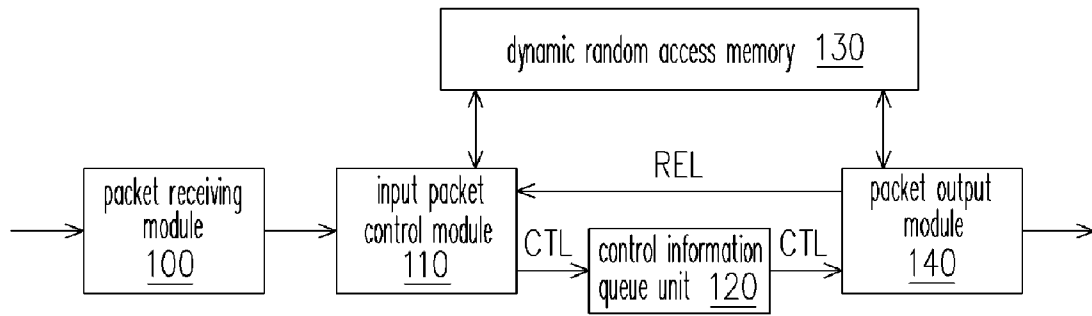 dynamic random access memory 130
REL
packet receiving
module
100
input packet
control module
110
CTL
control information
queue unit 120
CTL
packet output
module
140